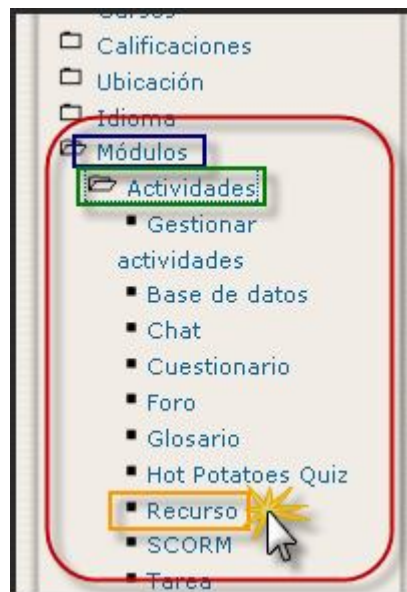 Cursos
Calificaciones
Ubicación
Idioma
Módulos
Actividades
Gestionar
actividades
Base de datos
Chat
Cuestionario
Foro
Glosario
Hot Potatoes Quiz
Recurso
SCORM
Tarea